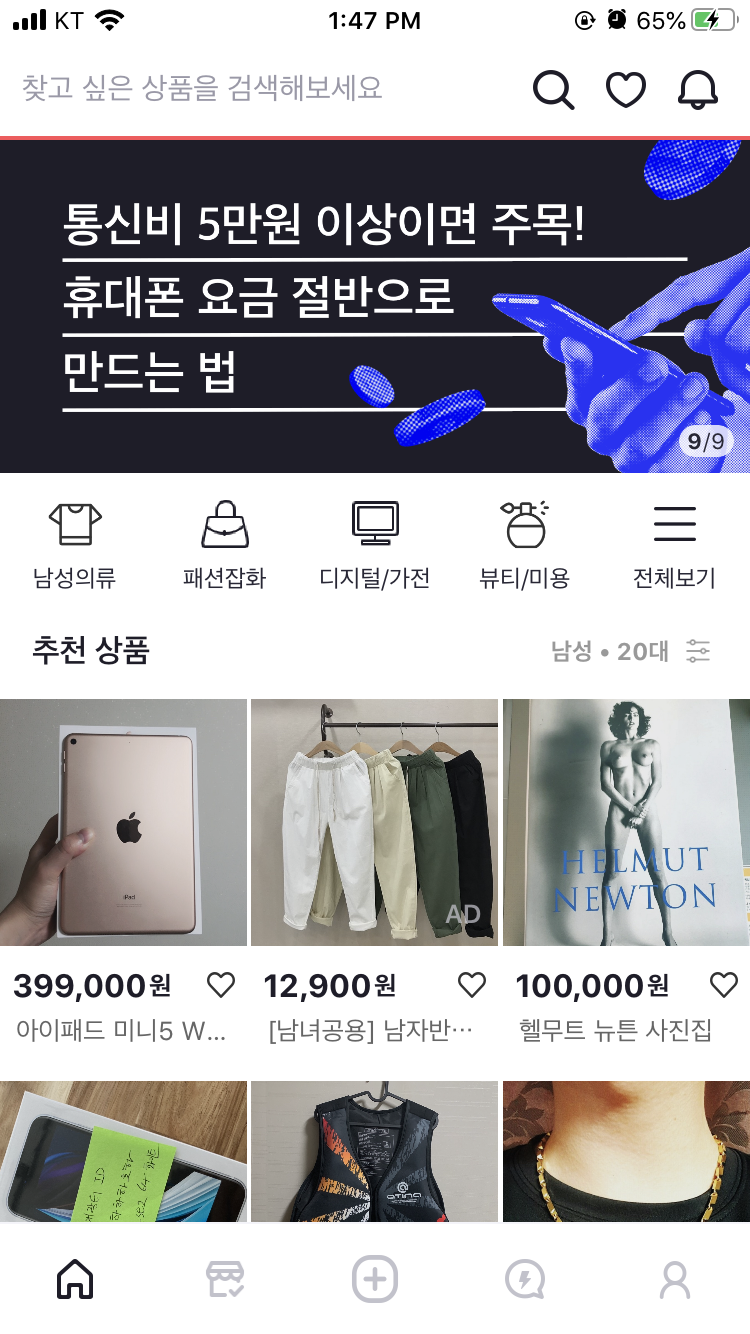 KT 1:47 PM 65%
찾고 싶은 상품을 검색해보세요
통신비 5만원 이상이면 주목!
휴대폰 요금 절반으로
만드는 법
9/9
남성의류 패션잡화 디지털/가전 뷰티/미용 전체보기
추천 상품 남성 • 20대
iPad
AD
HELMUT
NEWTON
399,000원 12,900원 100,000원
아이패드 미니5 W... [남녀공용] 남자반... 헬무트 뉴튼 사진집
ID